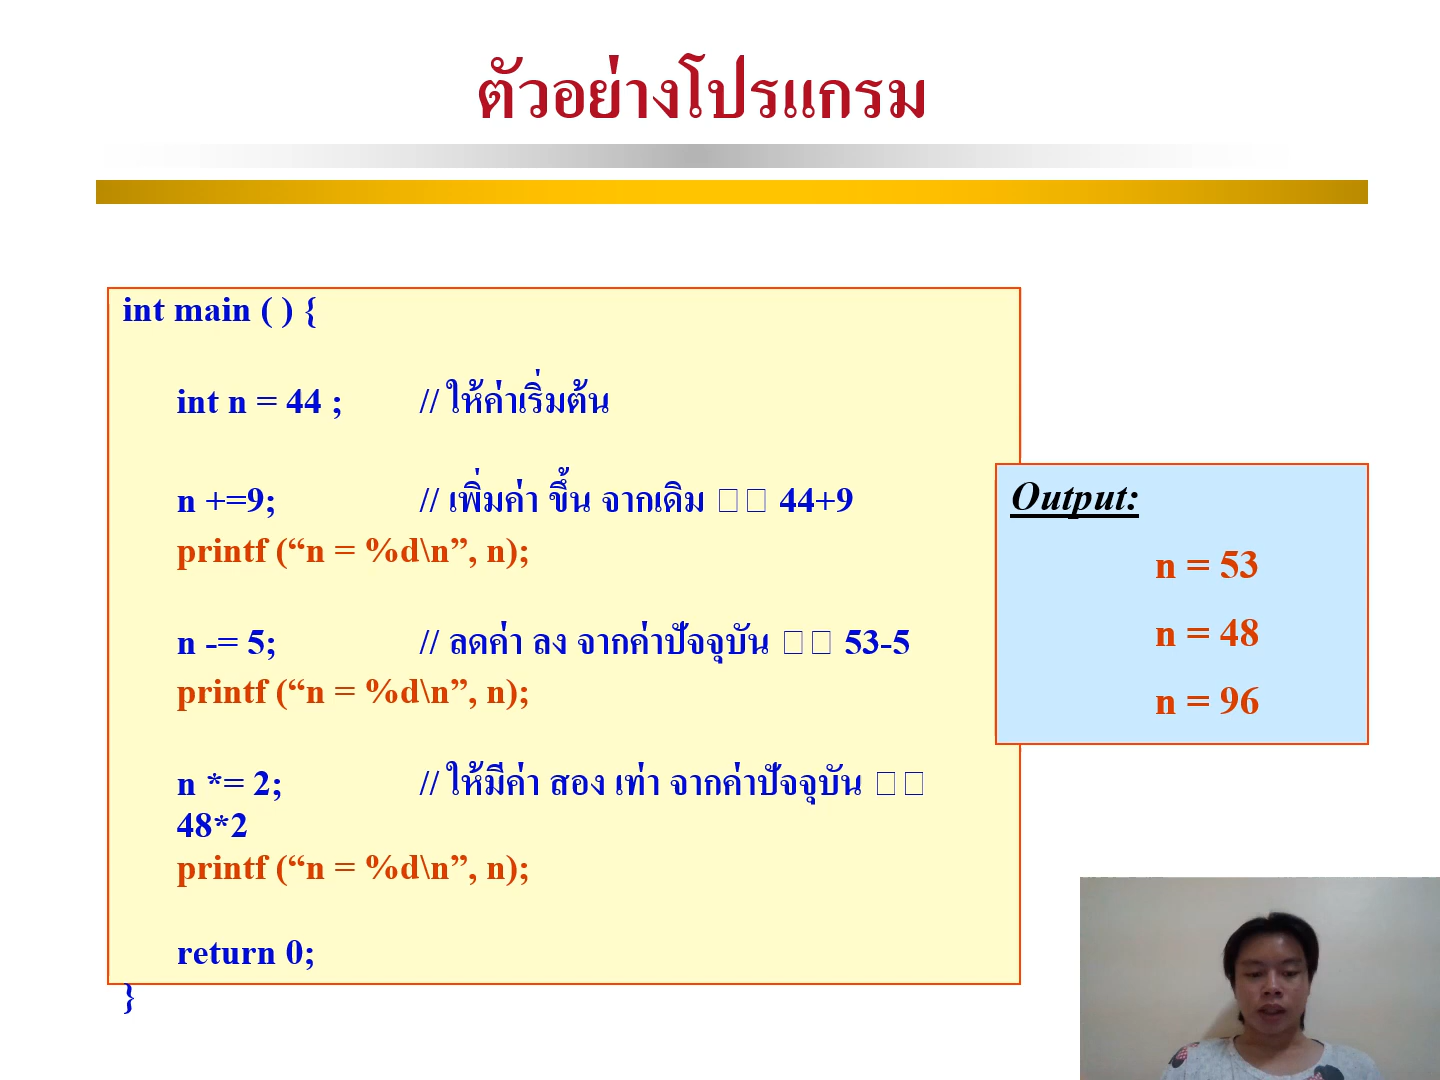 ตัวอย่างโปรแกรม
int main ( ) {
int n = 44 ; // ให้ค่าเริ่มต้น
n +=9; // เพิ่มค่า ขึ้น จากเดิม 44+9
printf (“n = %d\n”, n);
n -= 5; // ลดค่า ลง จากค่าปัจจุบัน 53-5
printf (“n = %d\n”, n);
n *= 2; // ให้มีค่า สอง เท่า จากค่าปัจจุบัน
48*2
printf (“n = %d\n”, n);
return 0;
}
Output:
n = 53
n = 48
n = 96